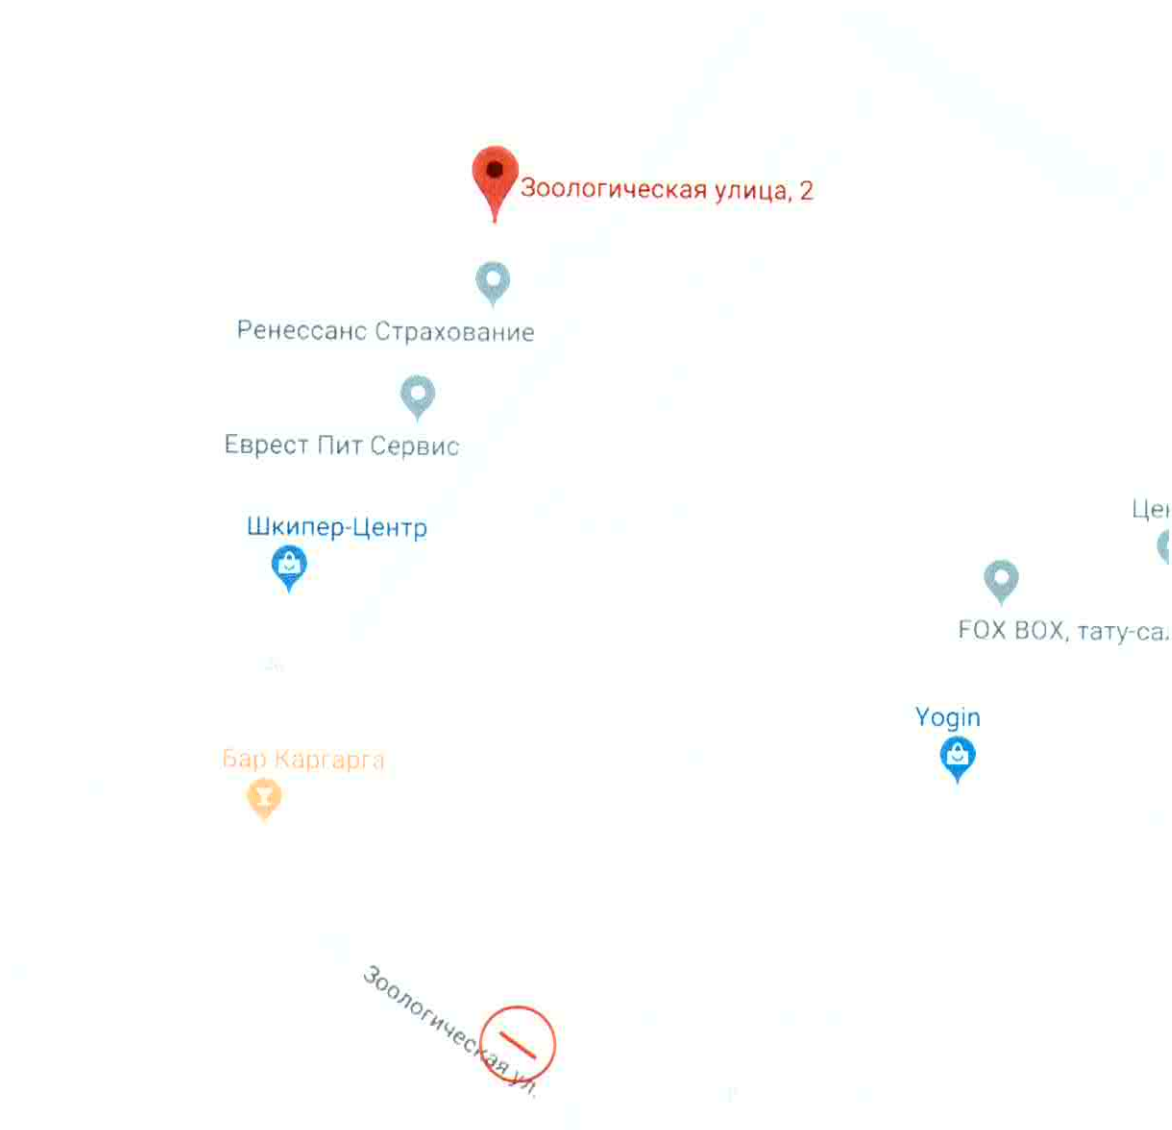 Зоологическая улица, 2
Ренессанс Страхование
Еврест Пит Сервис
Шкипер-Центр
FOX BOX, тату-са
Yogin
Бар Каргарга
Зоологическая ул.